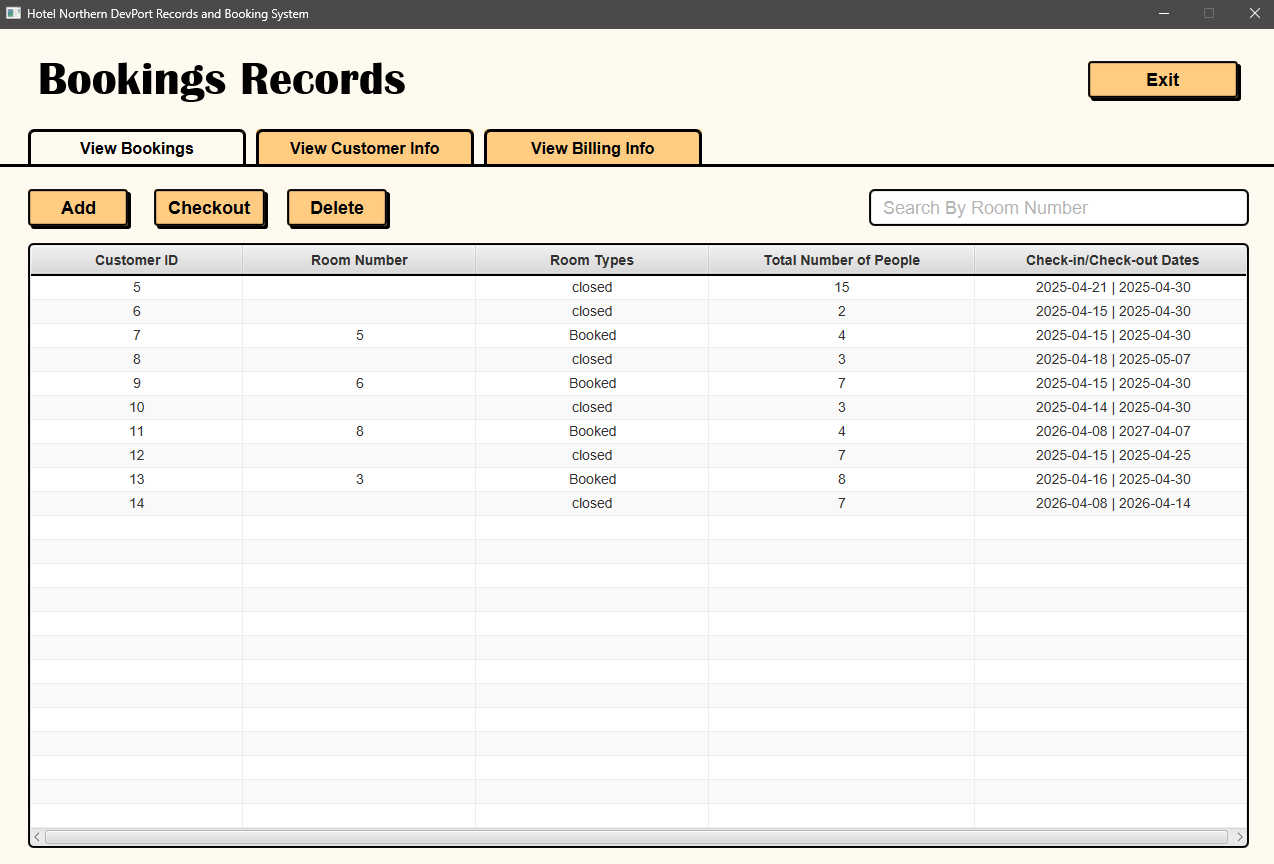 Hotel Northern DevPort Records and Booking System
Bookings Records
Exit
View Bookings View Customer Info View Billing Info
Add Checkout Delete Search By Room Number
Customer ID Room Number Room Types Total Number of People Check-in/Check-out Dates
5 closed 15 2025-04-21 | 2025-04-30
6 closed 2 2025-04-15 | 2025-04-30
7 5 Booked 4 2025-04-15 | 2025-04-30
8 closed 3 2025-04-18 | 2025-05-07
9 6 Booked 7 2025-04-15 | 2025-04-30
10 closed 3 2025-04-14 | 2025-04-30
11 8 Booked 4 2026-04-08 | 2027-04-07
12 closed 7 2025-04-15 | 2025-04-25
13 3 Booked 8 2025-04-16 | 2025-04-30
14 closed 7 2026-04-08 | 2026-04-14